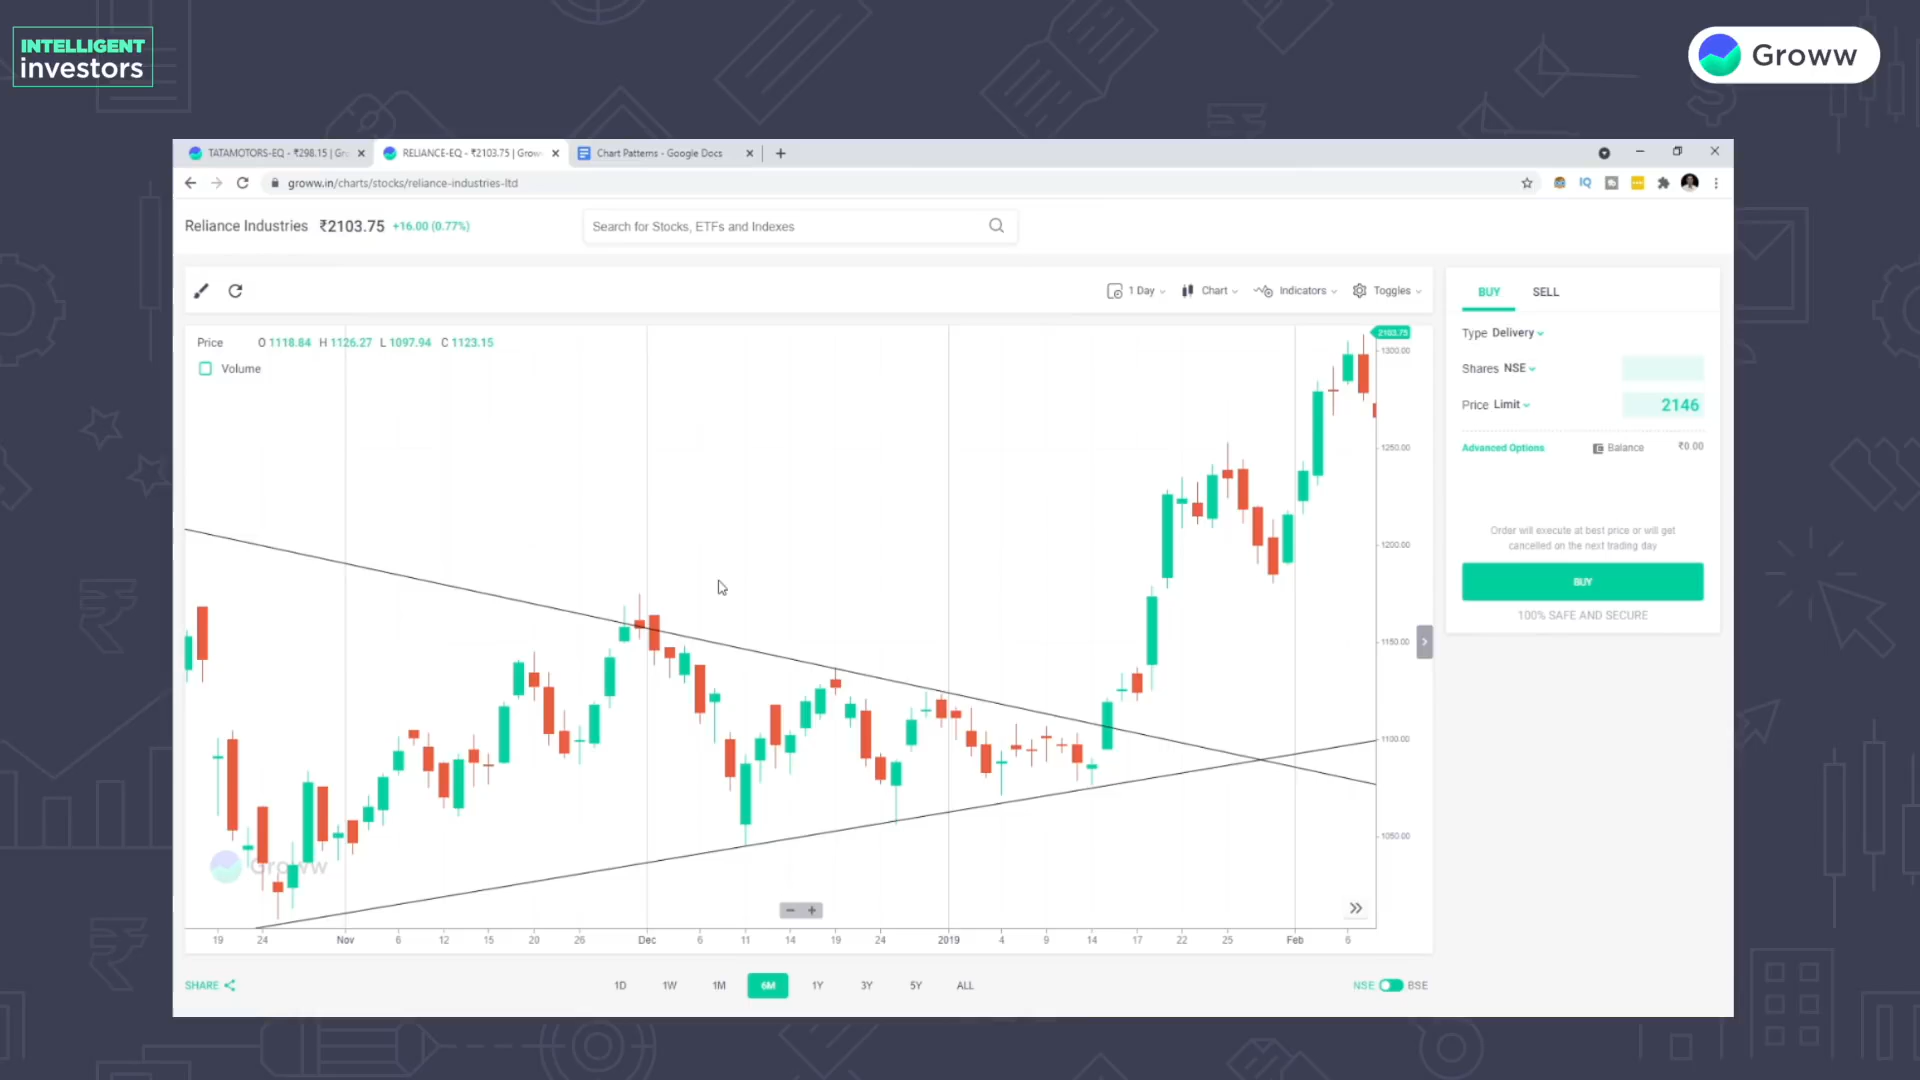 INTELLIGENT
investors
Groww
TATAMOTORS-EQ - ₹298.15 | Gr
RELIANCE-EQ - ₹2103.75 | Grow
Chart Patterns - Google Docs
groww.in/charts/stocks/reliance-industries-ltd
IQ
Reliance Industries ₹2103.75 +16.00 (0.77%)
Search for Stocks, ETFs and Indexes
1 Day Chart Indicators Toggles
BUY SELL
Price O 1118.84 H 1126.27 L 1097.94 C 1123.15
Volume
2103.75
1300.00
1250.00
1200.00
1150.00
1100.00
1050.00
Type Delivery
Shares NSE
Price Limit 2146
Advanced Options Balance ₹0.00
Order will execute at best price or will get
cancelled on the next trading day
BUY
100% SAFE AND SECURE
Groww
19 24 Nov 6 12 15 20 26 Dec 6 11 14 19 24 2019 4 9 14 17 22 25 Feb 6
SHARE 1D 1W 1M 6M 1Y 3Y 5Y ALL NSE BSE